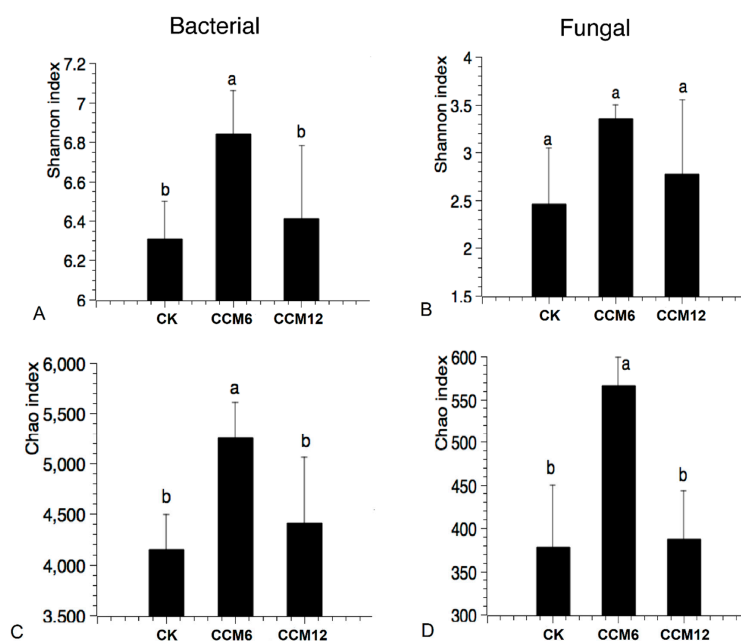 Bacterial
Fungal
Shannon index
7.2
7
6.8
6.6
6.4
6.2
6
b
a
b
CK
CCM6
CCM12
A
Shannon index
4
3.5
3
2.5
2
1.5
a
a
a
CK
CCM6
CCM12
B
Chao index
6,000
5,500
5,000
4,500
4,000
3.500
b
a
b
CK
CCM6
CCM12
C
Chao index
600
550
500
450
400
350
300
b
a
b
CK
CCM6
CCM12
D